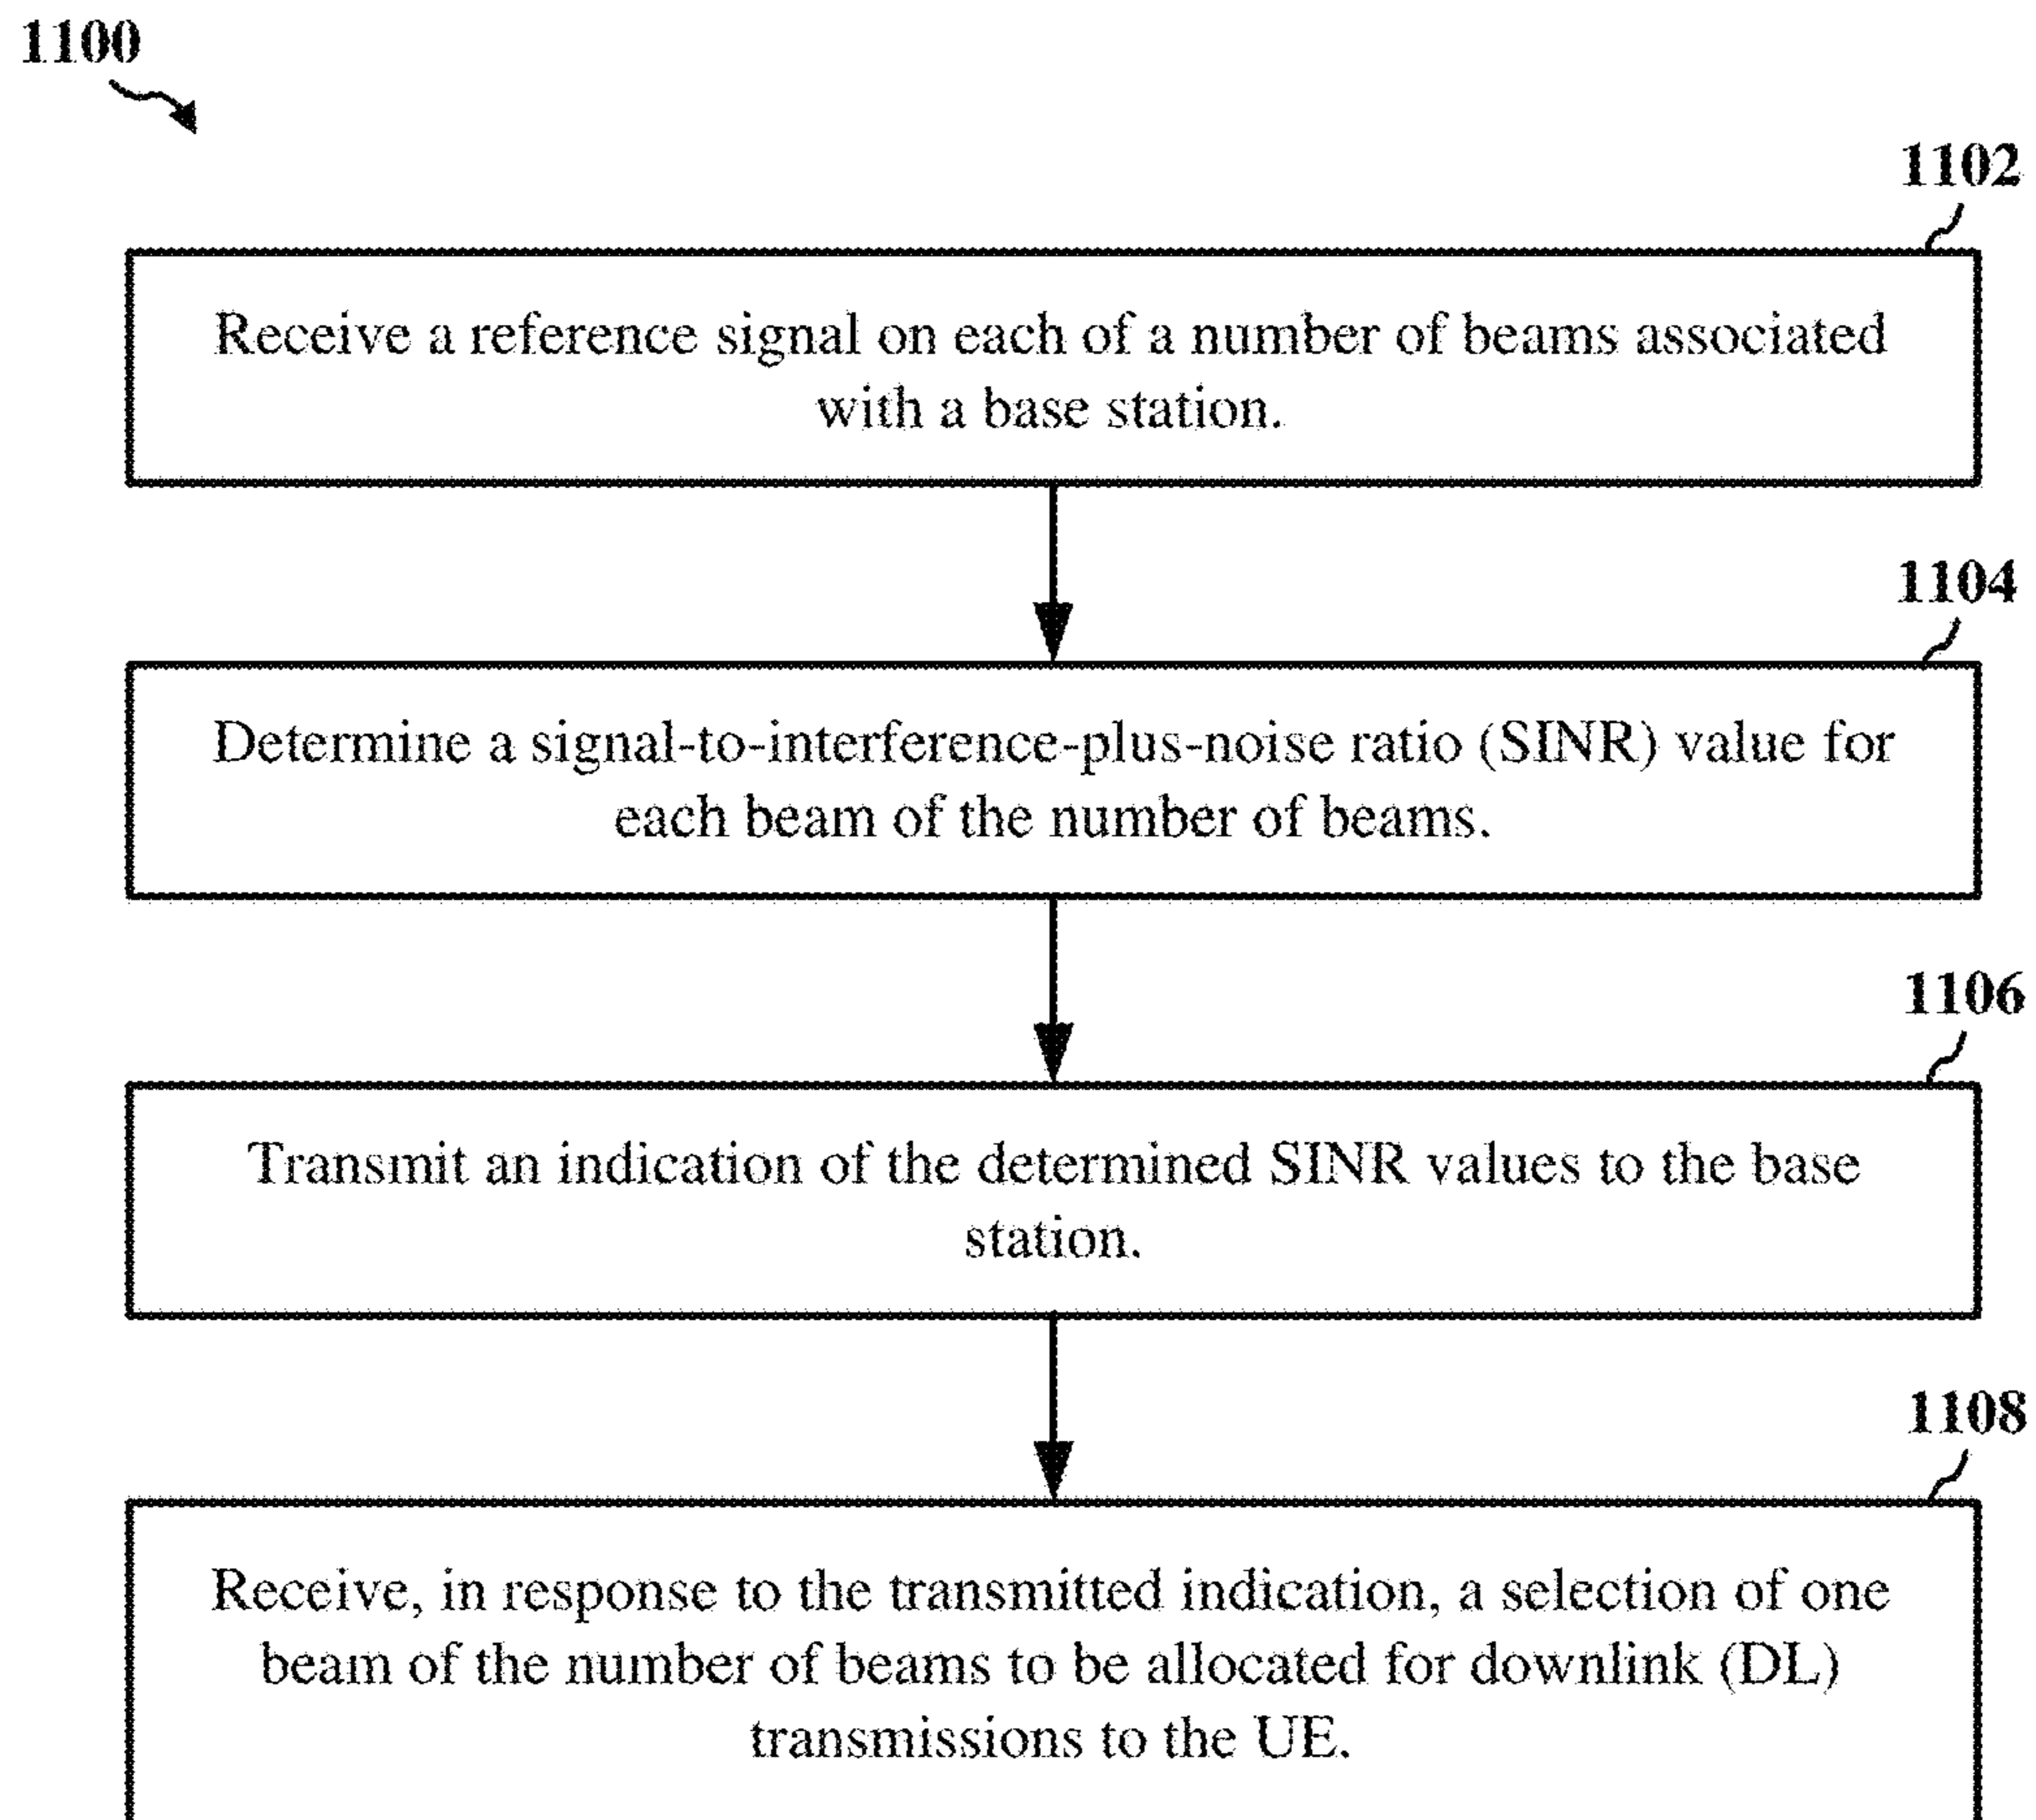 1100
1102
Receive a reference signal on each of a number of beams associated
with a base station.
1104
Determine a signal-to-interference-plus-noise ratio (SINR) value for
each beam of the number of beams.
1106
Transmit an indication of the determined SINR values to the base
station.
1108
Receive, in response to the transmitted indication, a selection of one
beam of the number of beams to be allocated for downlink (DL)
transmissions to the UE.